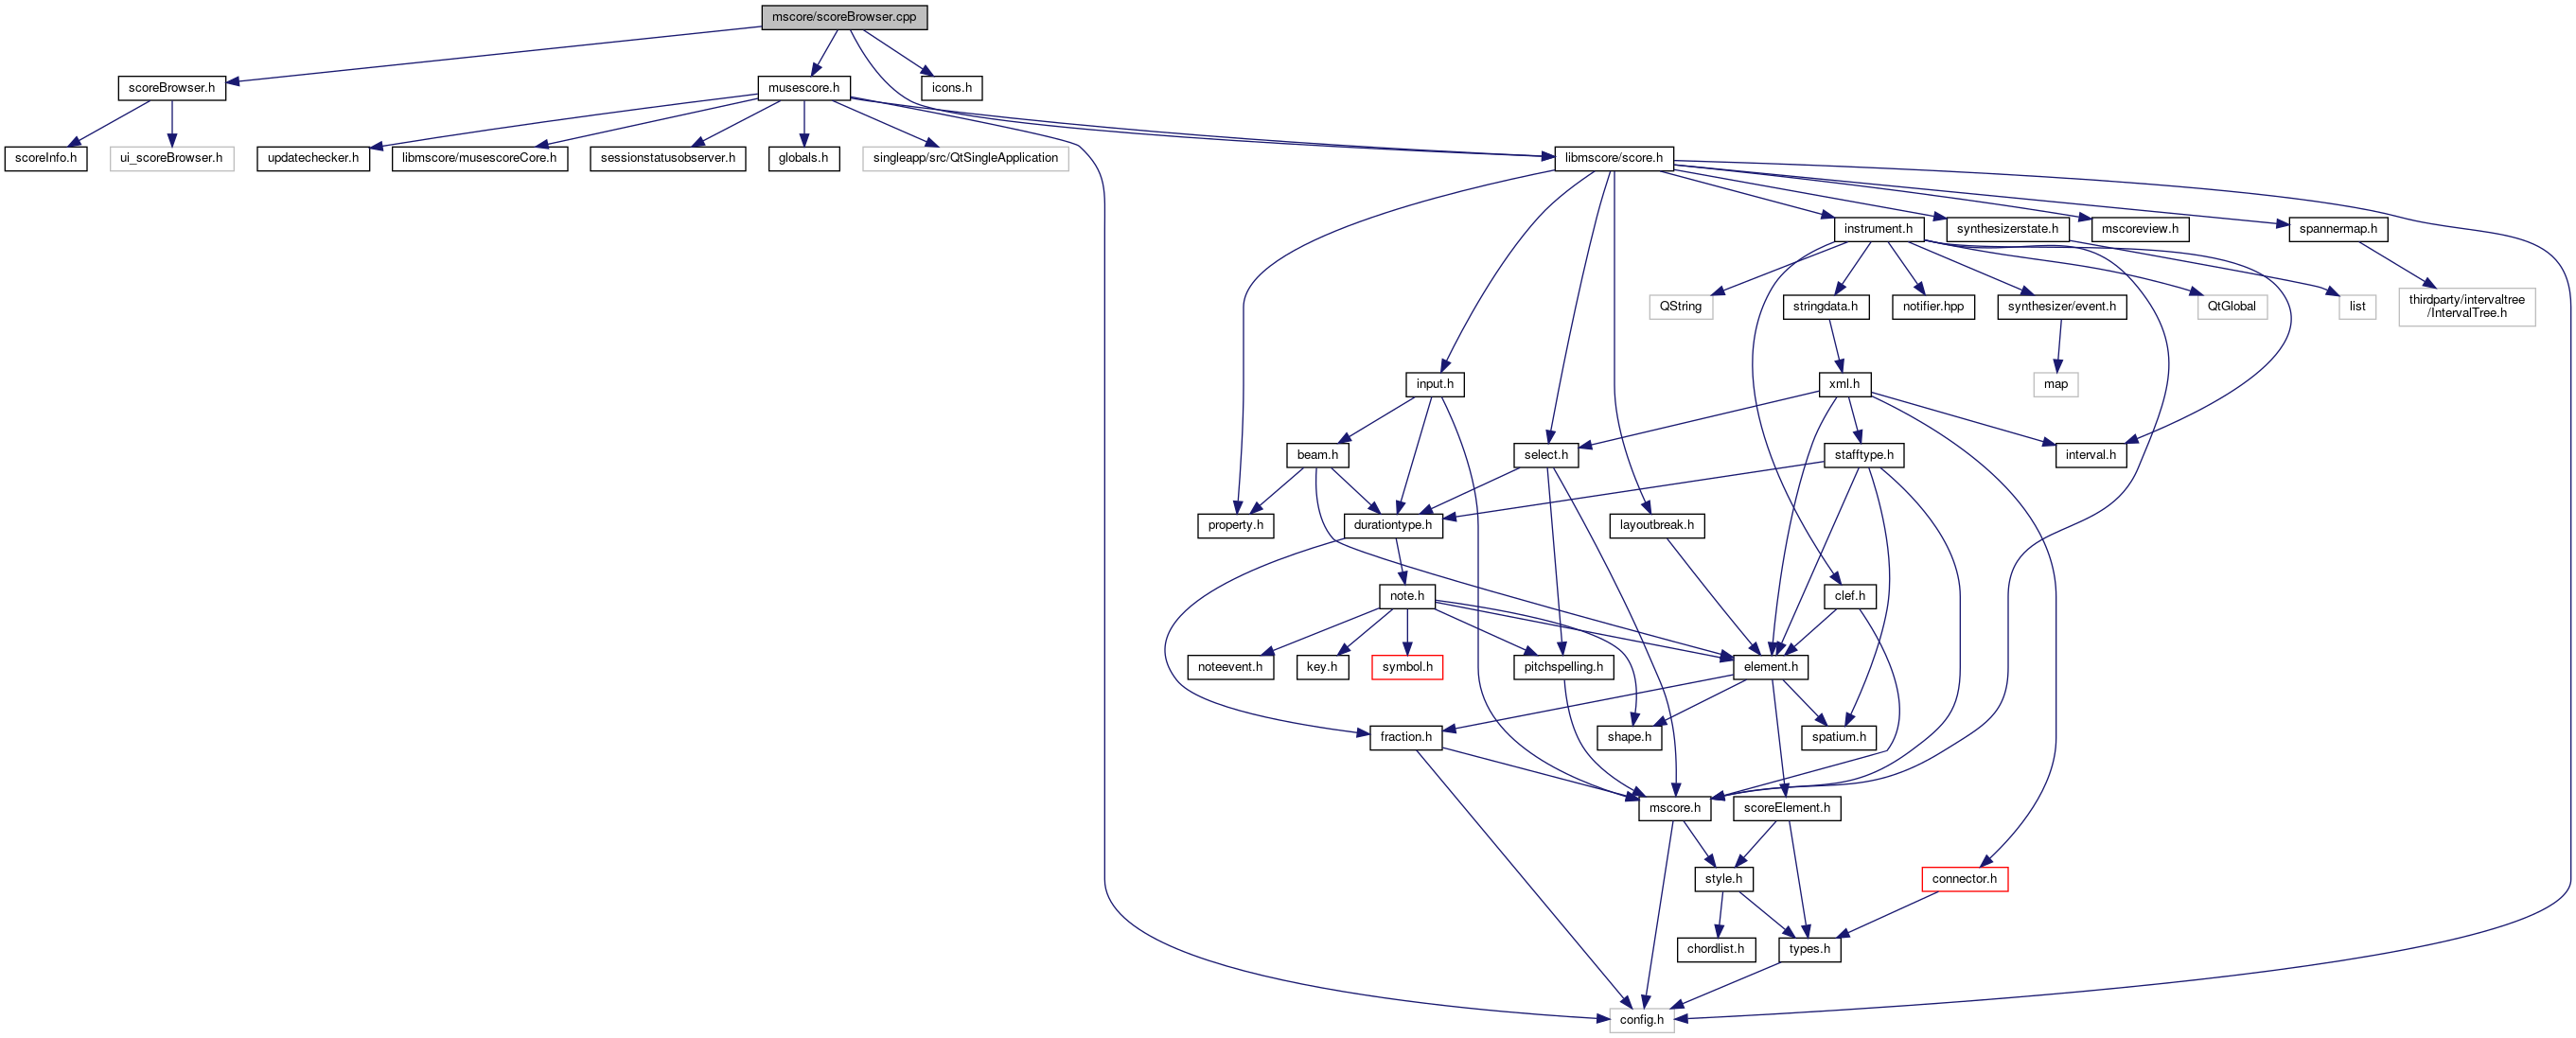 mscore/scoreBrowser.cpp
scoreBrowser.h
musescore.h
icons.h
scoreInfo.h
ui_scoreBrowser.h
updatechecker.h
libmscore/musescoreCore.h
sessionstatusobserver.h
globals.h
singleapp/src/QtSingleApplication
libmscore/score.h
instrument.h
synthesizerstate.h
mscoreview.h
spannermap.h
QString
stringdata.h
notifier.hpp
synthesizer/event.h
QtGlobal
list
thirdparty/intervaltree
/IntervalTree.h
input.h
xml.h
map
beam.h
select.h
stafftype.h
interval.h
property.h
durationtype.h
layoutbreak.h
note.h
clef.h
noteevent.h
key.h
symbol.h
pitchspelling.h
element.h
fraction.h
shape.h
spatium.h
mscore.h
scoreElement.h
style.h
connector.h
chordlist.h
types.h
config.h